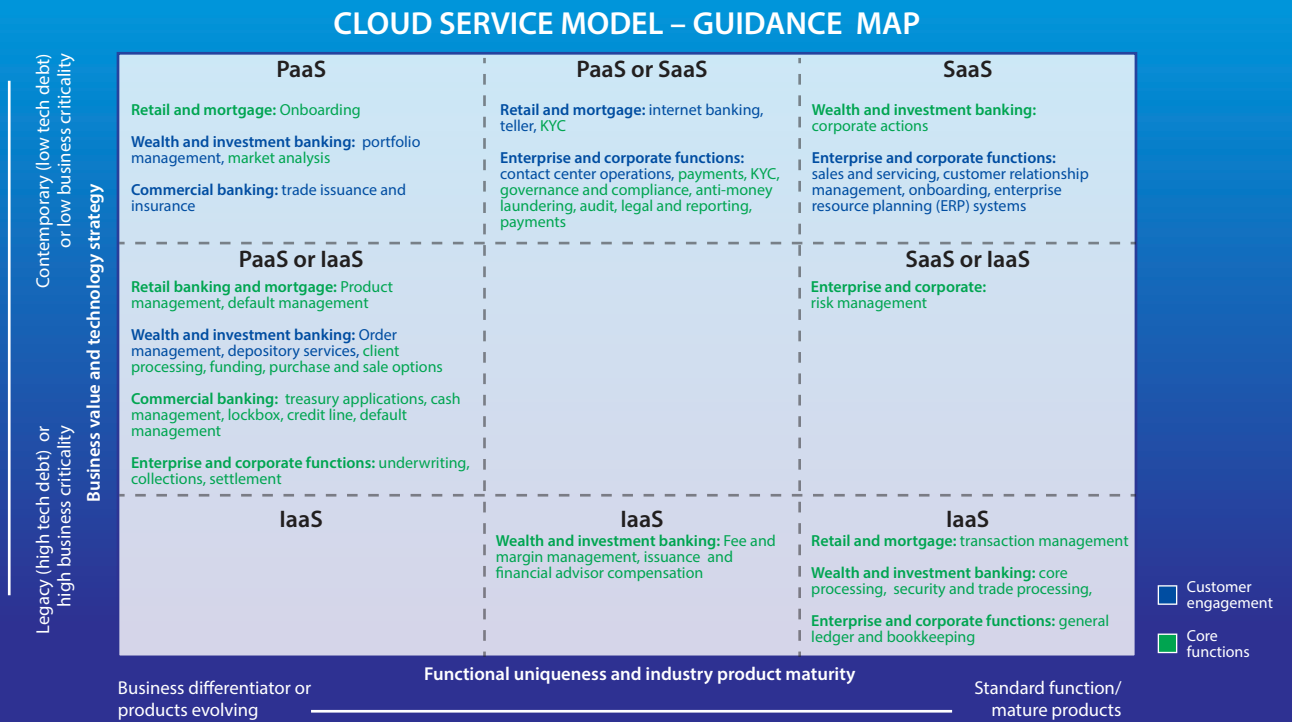 CLOUD SERVICE MODEL – GUIDANCE MAP
Contemporary (low tech debt)
or low business criticality
Business value and technology strategy
Legacy (high tech debt) or
high business criticality
PaaS
Retail and mortgage: Onboarding
Wealth and investment banking: portfolio
management, market analysis
Commercial banking: trade issuance and
insurance
PaaS or SaaS
Retail and mortgage: internet banking,
teller, KYC
Enterprise and corporate functions:
contact center operations, payments, KYC,
governance and compliance, anti-money
laundering, audit, legal and reporting,
payments
SaaS
Wealth and investment banking:
corporate actions
Enterprise and corporate functions:
sales and servicing, customer relationship
management, onboarding, enterprise
resource planning (ERP) systems
PaaS or IaaS
Retail banking and mortgage: Product
management, default management
Wealth and investment banking: Order
management, depository services, client
processing, funding, purchase and sale options
Commercial banking: treasury applications, cash
management, lockbox, credit line, default
management
Enterprise and corporate functions: underwriting,
collections, settlement
SaaS or IaaS
Enterprise and corporate:
risk management
IaaS
IaaS
Wealth and investment banking: Fee and
margin management, issuance and
financial advisor compensation
IaaS
Retail and mortgage: transaction management
Wealth and investment banking: core
processing, security and trade processing,
Enterprise and corporate functions: general
ledger and bookkeeping
Customer
engagement
Core
functions
Functional uniqueness and industry product maturity
Business differentiator or
products evolving
Standard function/
mature products